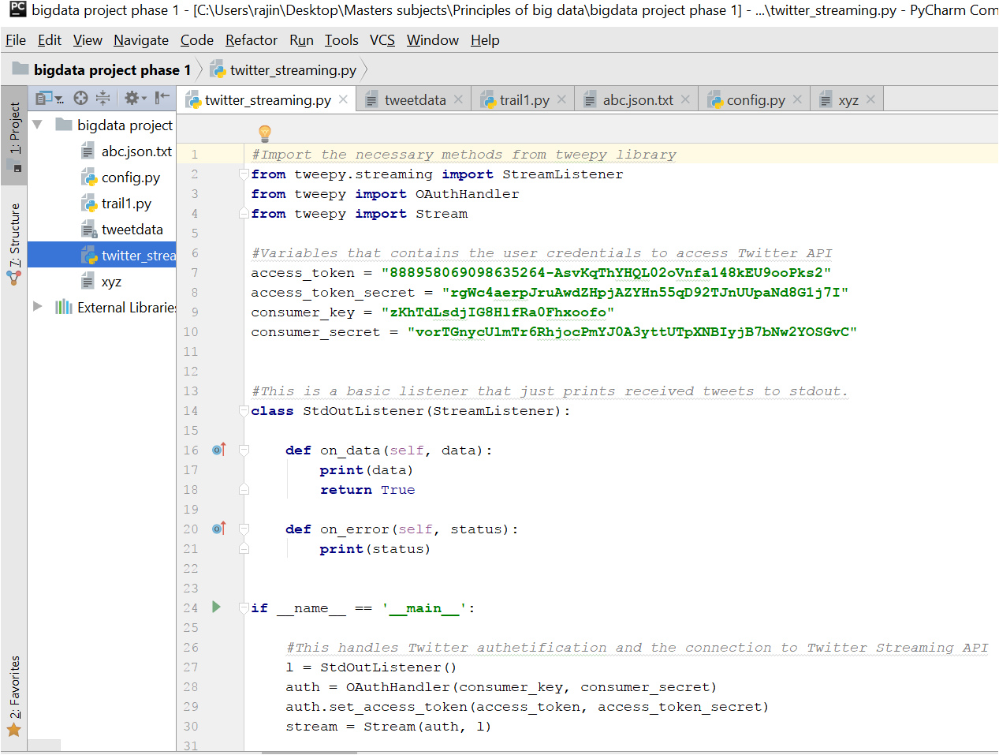 PC bigdata project phase 1 - [C:\Users\rajin\Desktop\Masters subjects\Principles of big data\bigdata project phase 1] - ...\twitter_streaming.py - PyCharm Com
File Edit View Navigate Code Refactor Run Tools VCS Window Help
bigdata project phase 1 twitter_streaming.py
1: Project
7: Structure
2: Favorites
bigdata project
abc.json.txt
config.py
trail1.py
tweetdata
twitter_strea
xyz
External Libraries
twitter_streaming.py tweetdata trail1.py abc.json.txt config.py xyz
1 #Import the necessary methods from tweepy library
2 from tweepy.streaming import StreamListener
3 from tweepy import OAuthHandler
4 from tweepy import Stream
5
6 #Variables that contains the user credentials to access Twitter API
7 access_token = "888958069098635264-AsvKqThYHQL02oVnfa148kEU9ooPks2"
8 access_token_secret = "rgWc4aerpJruAwdZHpjAZYHn55qD92TJnUUpaNd8G1j7I"
9 consumer_key = "zKhTdLsdjIG8HlfRa0Fhxoofo"
10 consumer_secret = "vorTGnycUlmTr6RhjocPmYJ0A3yttUTpXNBIyjB7bNw2YOSGvC"
11
12
13 #This is a basic listener that just prints received tweets to stdout.
14 class StdOutListener(StreamListener):
15
16 def on_data(self, data):
17 print(data)
18 return True
19
20 def on_error(self, status):
21 print(status)
22
23
24 if __name__ == '__main__':
25
26 #This handles Twitter authetification and the connection to Twitter Streaming API
27 l = StdOutListener()
28 auth = OAuthHandler(consumer_key, consumer_secret)
29 auth.set_access_token(access_token, access_token_secret)
30 stream = Stream(auth, l)
31